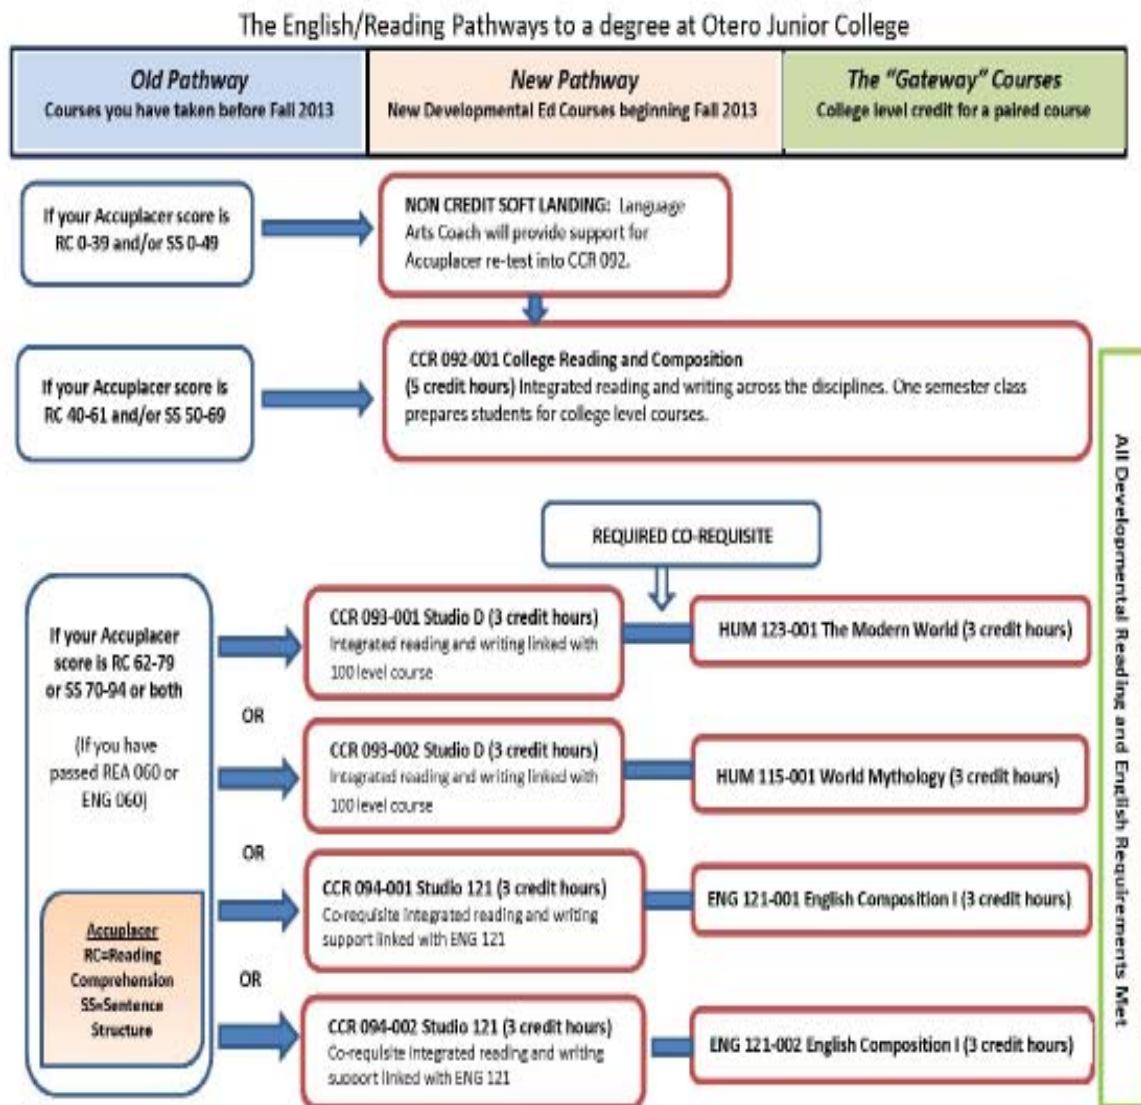 The English/Reading Pathways to a degree at Otero Junior College
Old Pathway
Courses you have taken before Fall 2013
New Pathway
New Developmental Ed Courses beginning Fall 2013
The "Gateway" Courses
College level credit for a paired course
If your Accuplacer score is
RC 0-39 and/or SS 0-49
NON CREDIT SOFT LANDING: Language
Arts Coach will provide support for
Accuplacer re-test into CCR 092.
If your Accuplacer score is
RC 40-61 and/or SS 50-69
CCR 092-001 College Reading and Composition
(5 credit hours) Integrated reading and writing across the disciplines. One semester class
prepares students for college level courses.
REQUIRED CO-REQUISITE
If your Accuplacer
score is RC 62-79
or SS 70-94 or both
(If you have
passed REA 060 or
ENG 060)
CCR 093-001 Studio D (3 credit hours)
Integrated reading and writing linked with
100 level course
HUM 123-001 The Modern World (3 credit hours)
OR
CCR 093-002 Studio D (3 credit hours)
Integrated reading and writing linked with
100 level course
HUM 115-001 World Mythology (3 credit hours)
OR
CCR 094-001 Studio 121 (3 credit hours)
Co-requisite integrated reading and writing
support linked with ENG 121
ENG 121-001 English Composition I (3 credit hours)
OR
CCR 094-002 Studio 121 (3 credit hours)
Co-requisite integrated reading and writing
support linked with ENG 121
ENG 121-002 English Composition I (3 credit hours)
Accuplacer
RC=Reading
Comprehension
SS=Sentence
Structure
All Developmental Reading and English Requirements Met